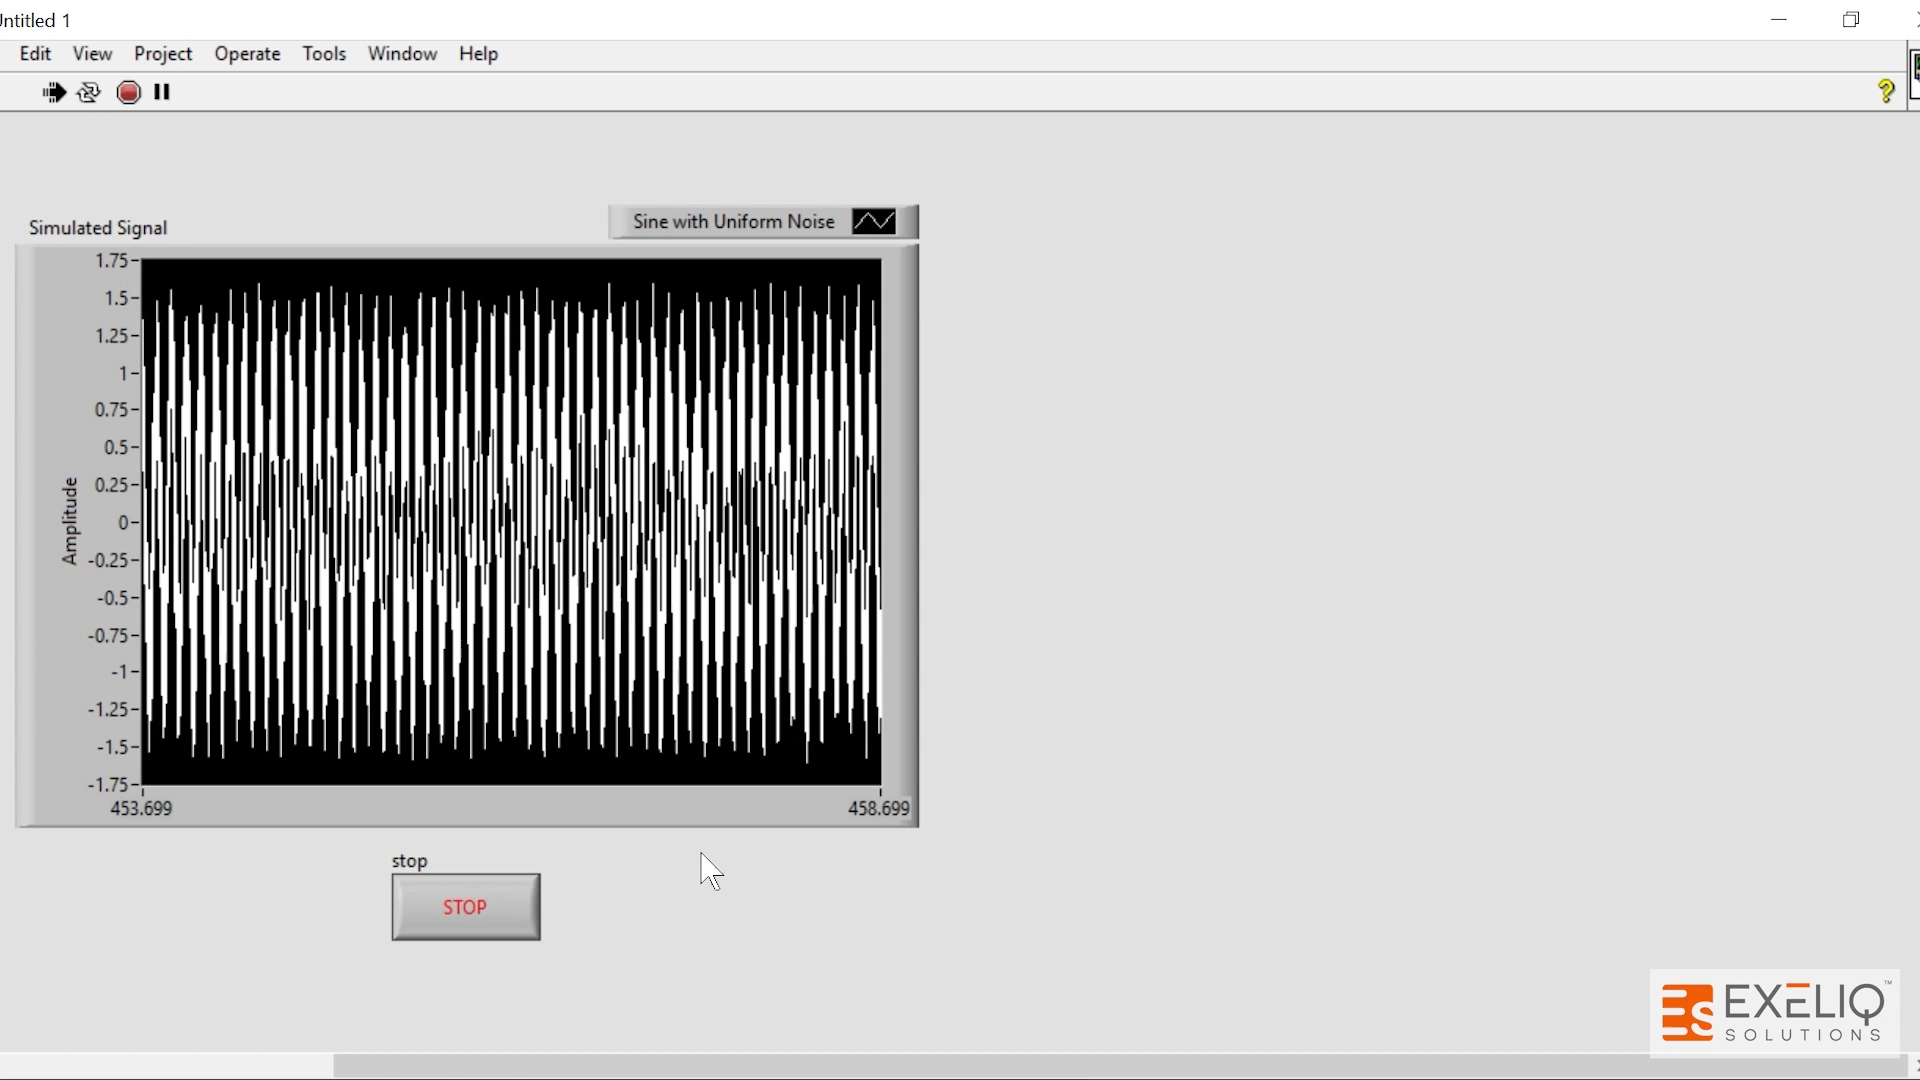 Untitled 1
Edit View Project Operate Tools Window Help
?
Simulated Signal
Sine with Uniform Noise
Amplitude
1.75
1.5
1.25
1
0.75
0.5
0.25
0
-0.25
-0.5
-0.75
-1
-1.25
-1.5
-1.75
453.699
458.699
stop
STOP
EXELIQ™
SOLUTIONS